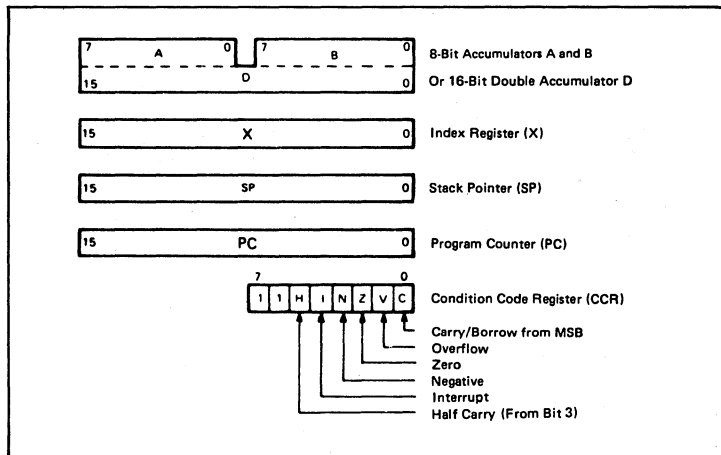 7 A 0 7 B 0 8-Bit Accumulators A and B
15 D 0 Or 16-Bit Double Accumulator D
15 X 0 Index Register (X)
15 SP 0 Stack Pointer (SP)
15 PC 0 Program Counter (PC)
7 0
1 1 H I N Z V C Condition Code Register (CCR)
Carry/Borrow from MSB
Overflow
Zero
Negative
Interrupt
Half Carry (From Bit 3)